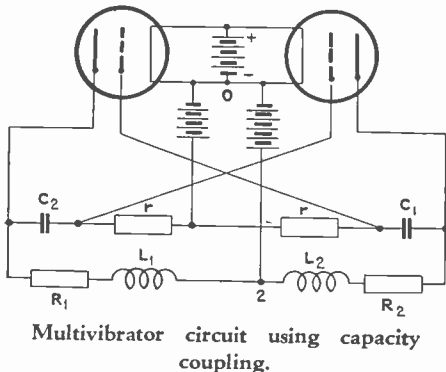 +
-
O
C₂
r
r
C₁
L₁
L₂
R₁
2
R₂
Multivibrator circuit using capacity
coupling.